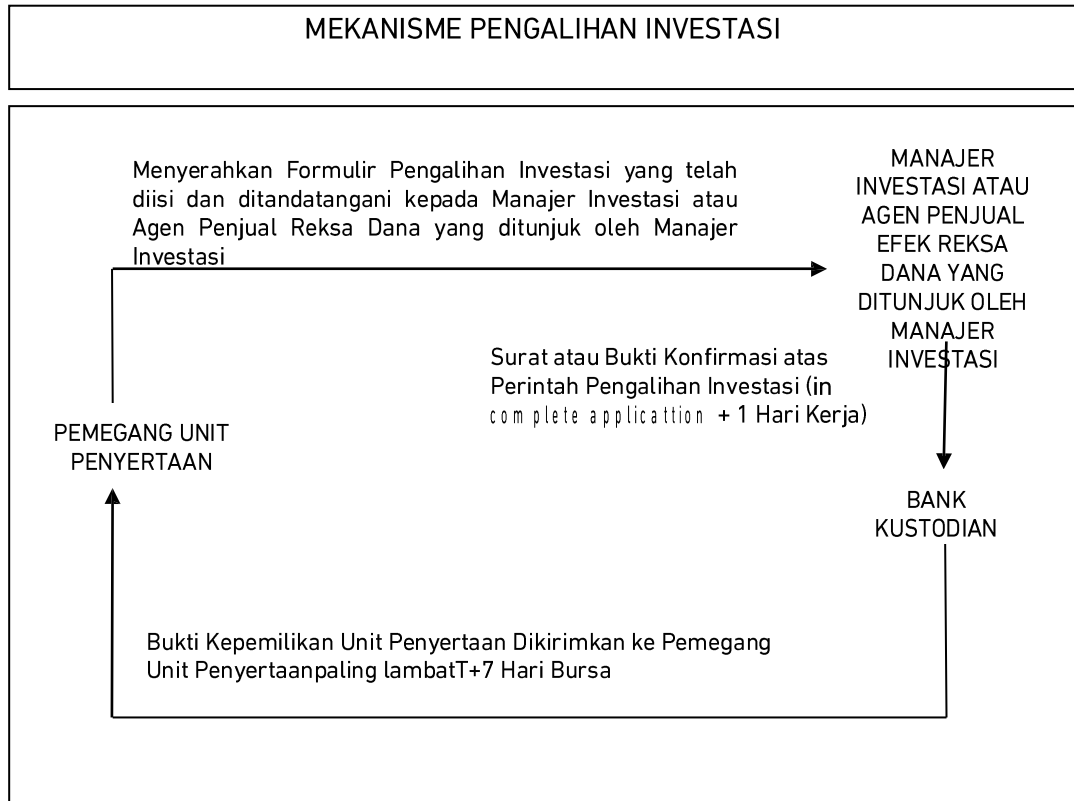 MEKANISME PENGALIHAN INVESTASI
Menyerahkan Formulir Pengalihan Investasi yang telah
diisi dan ditandatangani kepada Manajer Investasi atau
Agen Penjual Reksa Dana yang ditunjuk oleh Manajer
Investasi
MANAJER
INVESTASI ATAU
AGEN PENJUAL
EFEK REKSA
DANA YANG
DITUNJUK OLEH
MANAJER
INVESTASI
Surat atau Bukti Konfirmasi atas
Perintah Pengalihan Investasi (in
complete applicattion + 1 Hari Kerja)
PEMEGANG UNIT
PENYERTAAN
BANK
KUSTODIAN
Bukti Kepemilikan Unit Penyertaan Dikirimkan ke Pemegang
Unit Penyertaanpaling lambatT+7 Hari Bursa